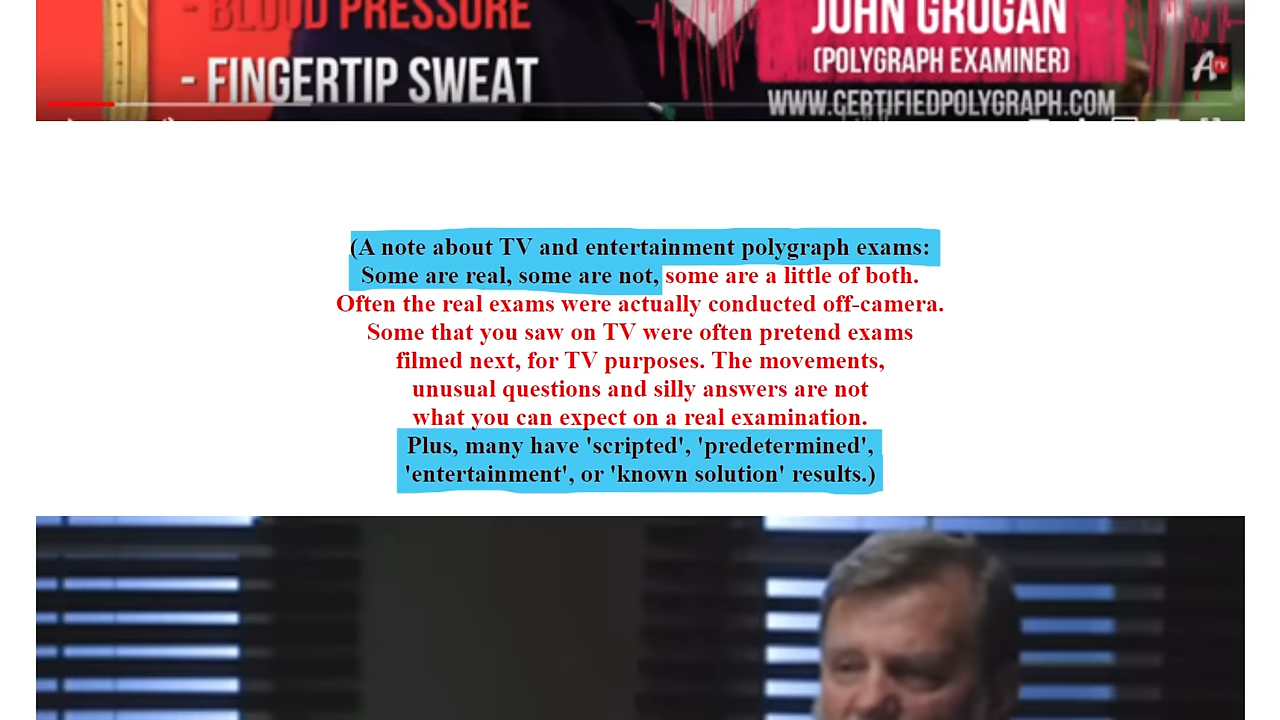 - BLOOD PRESSURE
- FINGERTIP SWEAT
JOHN GROGAN
(POLYGRAPH EXAMINER)
WWW.CERTIFIEDPOLYGRAPH.COM
A TV
(A note about TV and entertainment polygraph exams:
Some are real, some are not, some are a little of both.
Often the real exams were actually conducted off-camera.
Some that you saw on TV were often pretend exams
filmed next, for TV purposes. The movements,
unusual questions and silly answers are not
what you can expect on a real examination.
Plus, many have 'scripted', 'predetermined',
'entertainment', or 'known solution' results.)